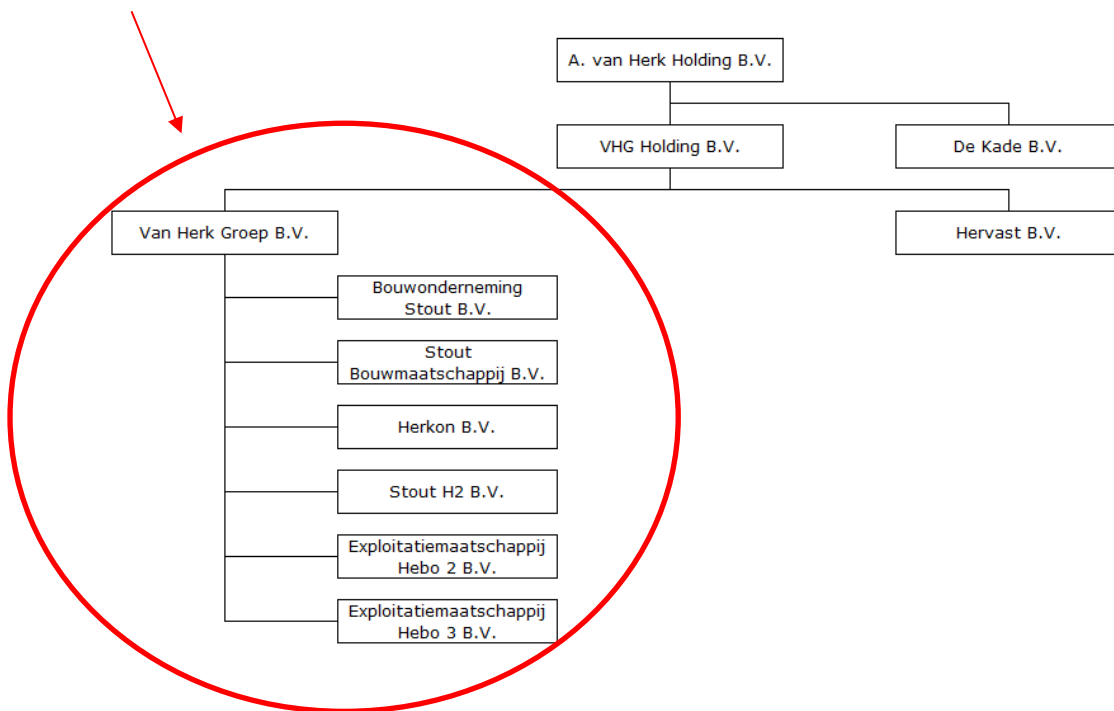 A. van Herk Holding B.V.
VHG Holding B.V.
De Kade B.V.
Van Herk Groep B.V.
Hervast B.V.
Bouwonderneming
Stout B.V.
Stout
Bouwmaatschappij B.V.
Herkon B.V.
Stout H2 B.V.
Exploitatiemaatschappij
Hebo 2 B.V.
Exploitatiemaatschappij
Hebo 3 B.V.